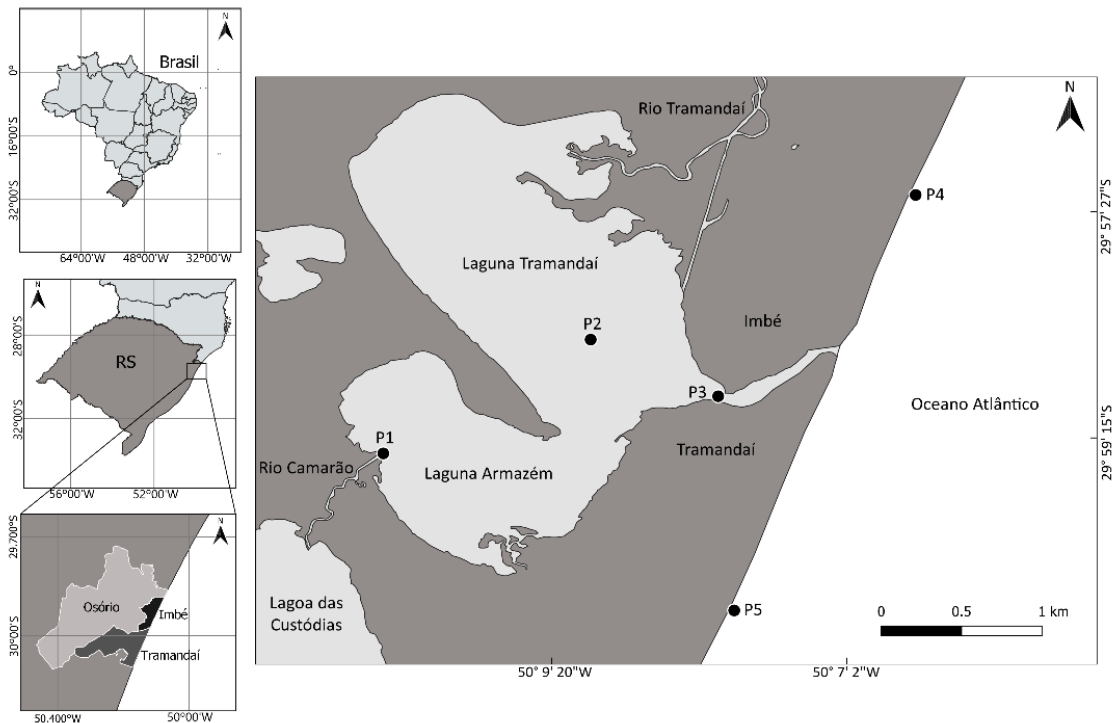 N
Brasil
0°
16°00'S
32°00'S
64°00'W
48°00'W
32°00'W
N
RS
28°00'S
32°00'S
56°00'W
52°00'W
N
29.700°S
30°00'S
Osório
Imbé
Tramandaí
50.400°W
50°00'W
N
Rio Tramandaí
P4
29° 57' 27"S
Laguna Tramandaí
P2
Imbé
P3
Oceano Atlântico
29° 59' 15"S
P1
Tramandaí
Rio Camarão
Laguna Armazém
Lagoa das
Custódias
P5
0 0.5 1 km
50° 9' 20"W
50° 7' 2"W